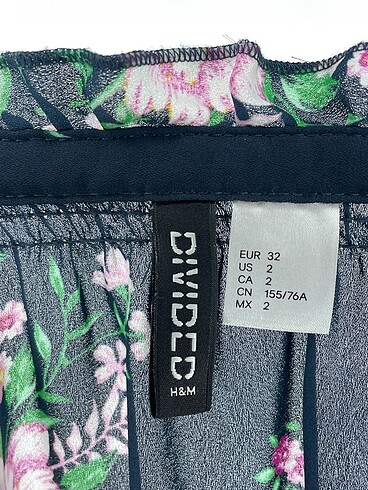 DIVIDED
H&M
EUR 32
US 2
CA 2
CN 155/76A
MX 2